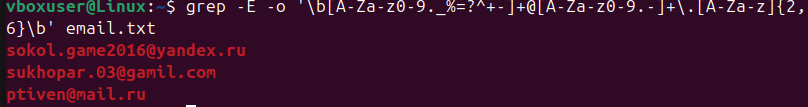 vboxuser@Linux:~$ grep -E -o '\b[A-Za-z0-9._%=?^+-]+@[A-Za-z0-9.-]+\.[A-Za-z]{2,
6}\b' email.txt
sokol.game2016@yandex.ru
sukhopar.03@gamil.com
ptiven@mail.ru